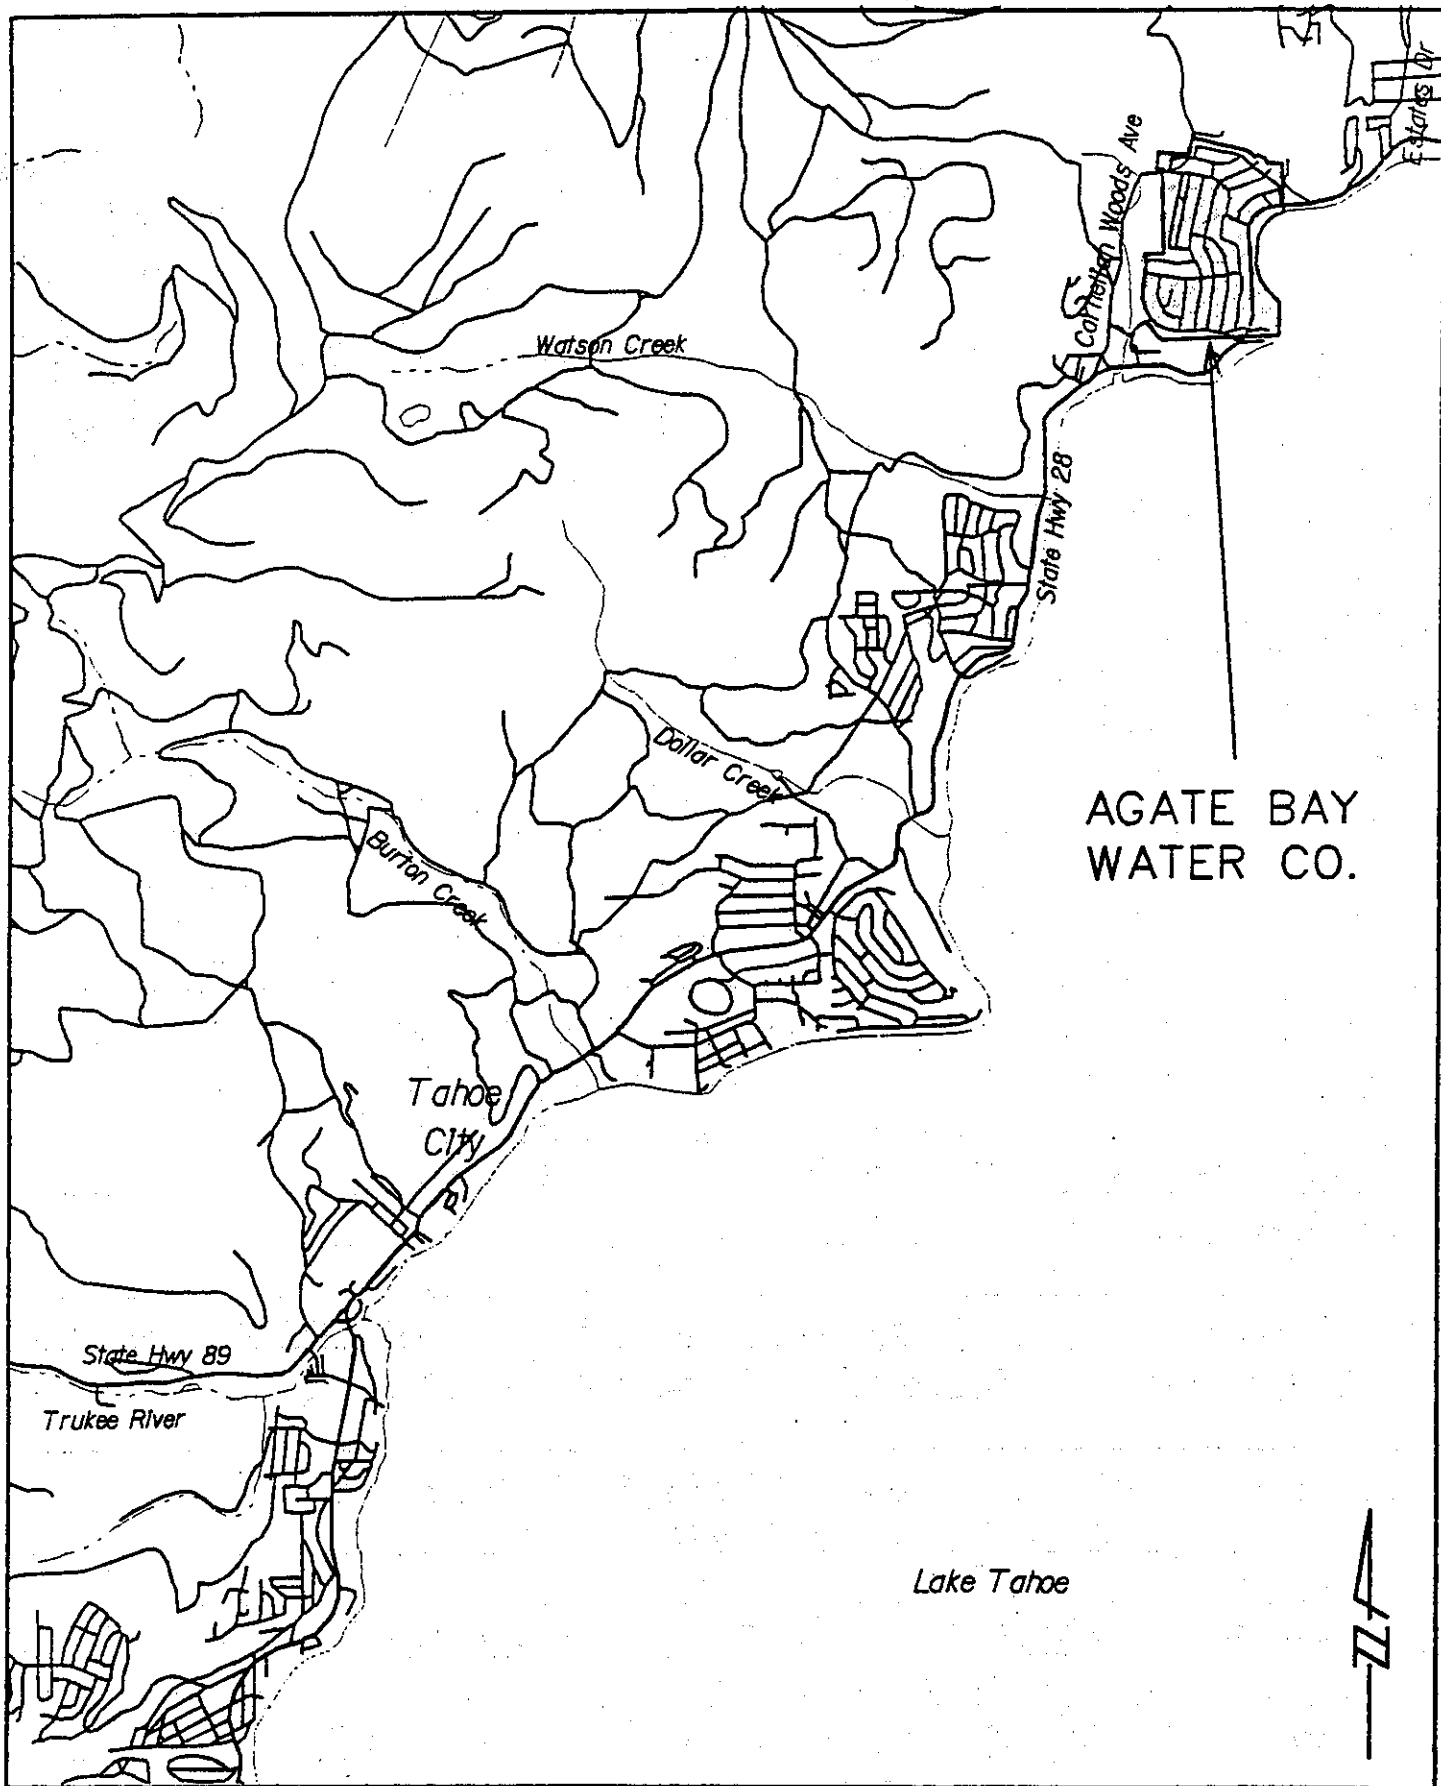 Estates Dr
Carnelian Woods Ave
Watson Creek
State Hwy 28
Dollar Creek
AGATE BAY
WATER CO.
Burton Creek
Tahoe
City
State Hwy 89
Trukee River
Lake Tahoe
N